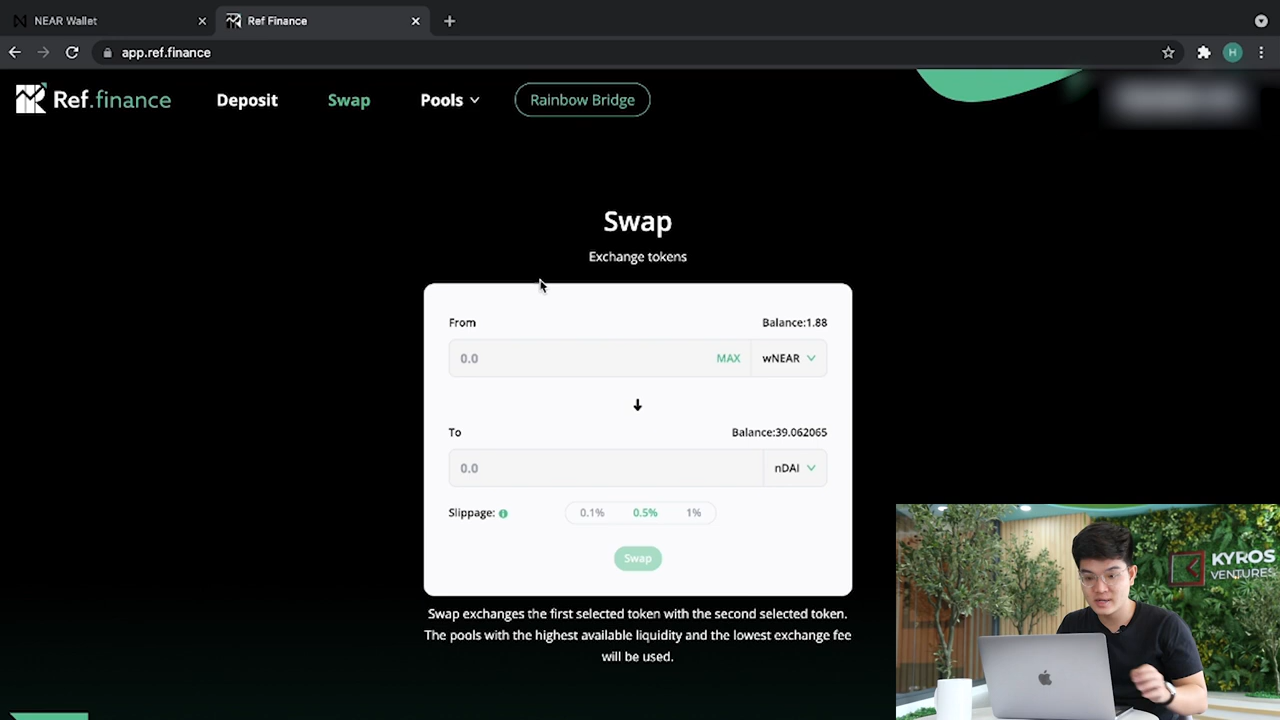 NEAR Wallet
Ref Finance
app.ref.finance
H
Ref.finance
Deposit
Swap
Pools
Rainbow Bridge
Swap
Exchange tokens
From
Balance:1.88
0.0
MAX
wNEAR
To
Balance:39.062065
0.0
nDAI
Slippage:
0.1%
0.5%
1%
Swap
Swap exchanges the first selected token with the second selected token.
The pools with the highest available liquidity and the lowest exchange fee
will be used.
KYROS
VENTURES